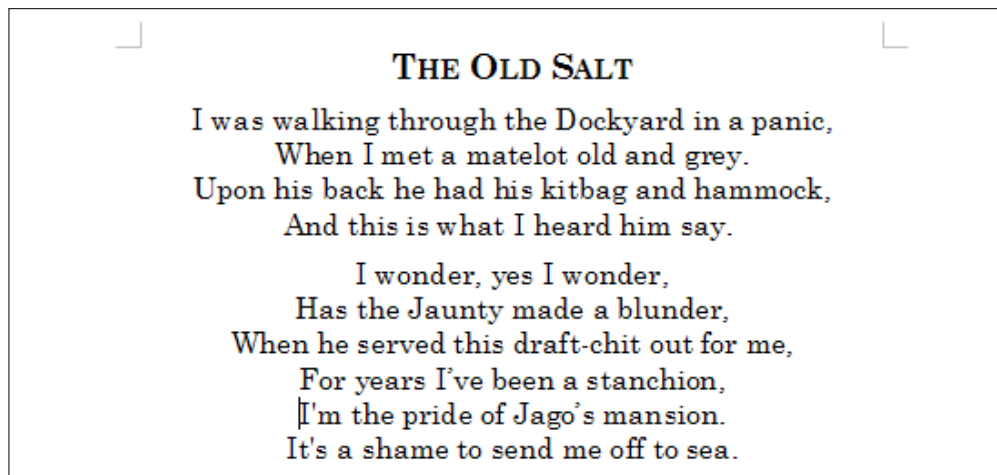 THE OLD SALT
I was walking through the Dockyard in a panic,
When I met a matelot old and grey.
Upon his back he had his kitbag and hammock,
And this is what I heard him say.
I wonder, yes I wonder,
Has the Jaunty made a blunder,
When he served this draft-chit out for me,
For years I’ve been a stanchion,
I'm the pride of Jago’s mansion.
It's a shame to send me off to sea.